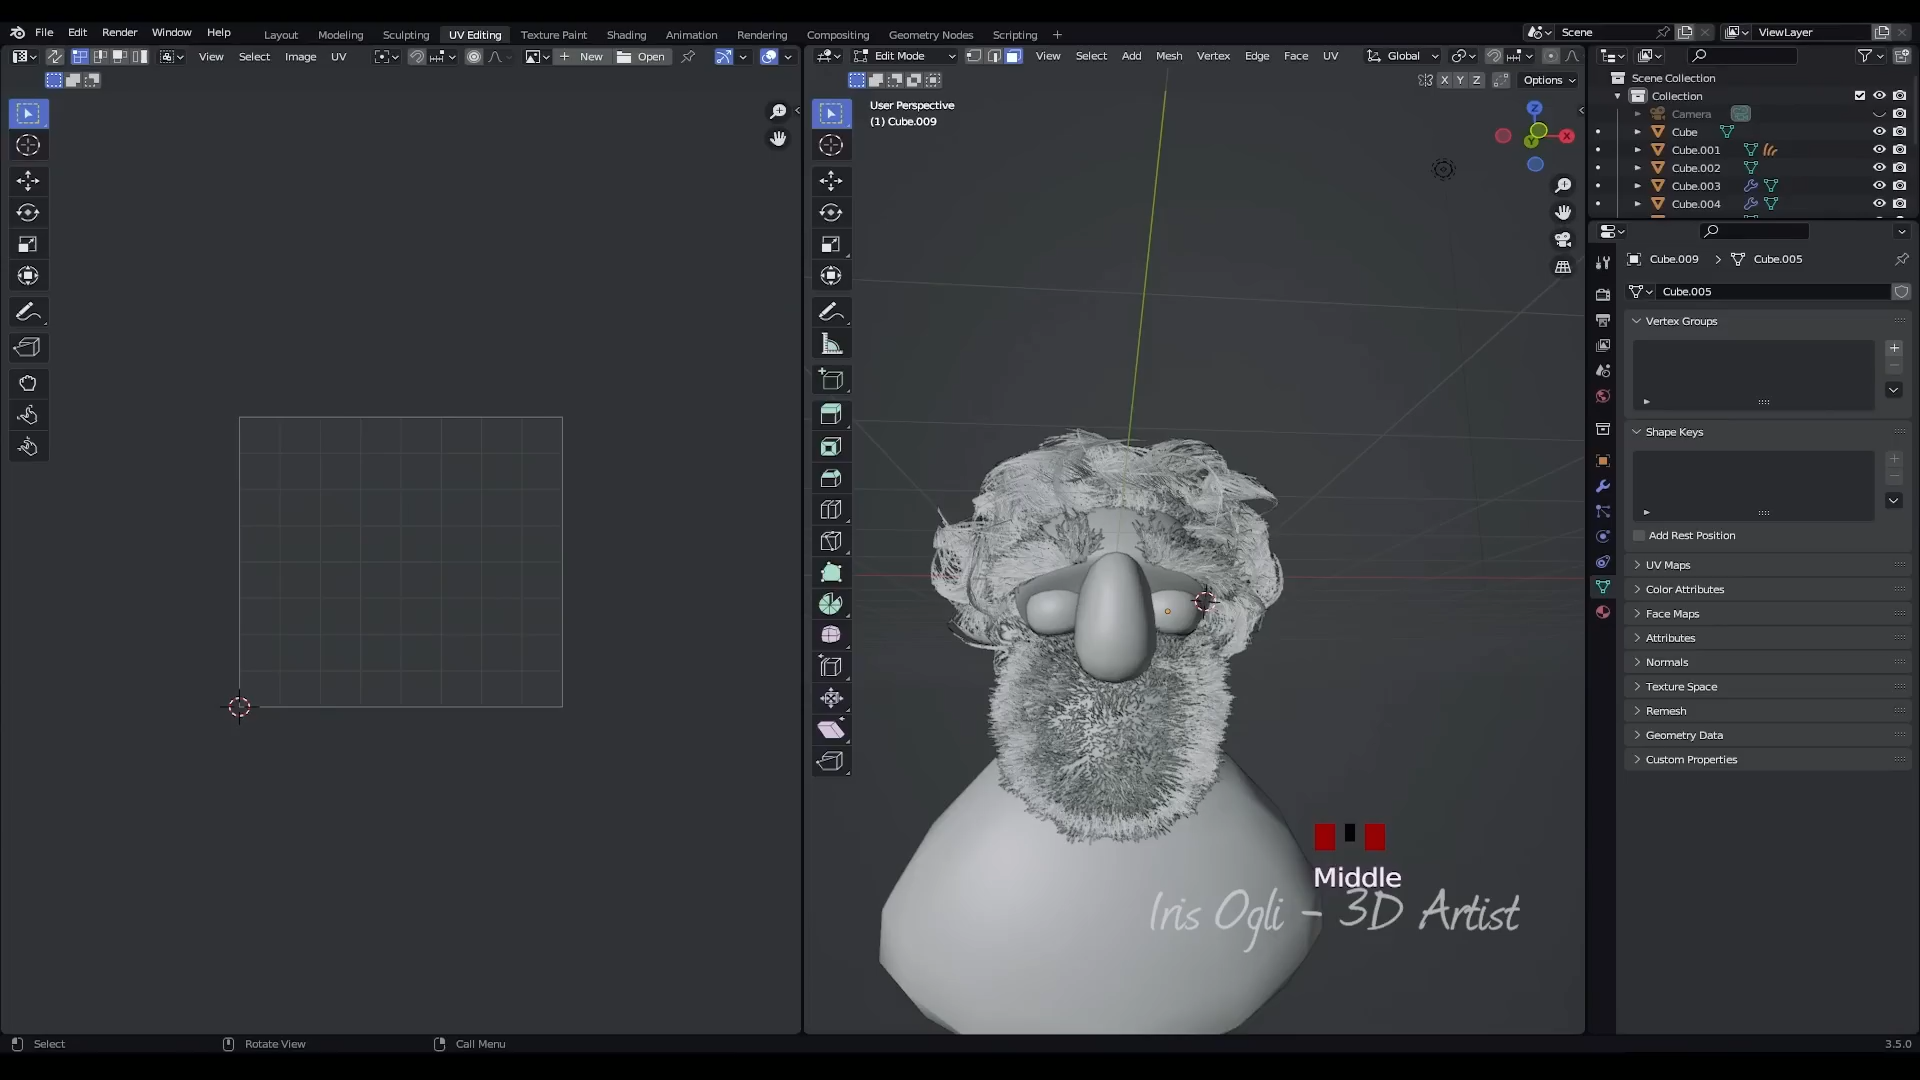 File Edit Render Window Help
Layout Modeling Sculpting UV Editing Texture Paint Shading Animation Rendering Compositing Geometry Nodes Scripting +
Scene
ViewLayer
View Select Image UV
New
Open
Edit Mode
View Select Add Mesh Vertex Edge Face UV
Global
X Y Z
Options
User Perspective
(1) Cube.009
Z
X
Y
Scene Collection
Collection
Camera
Cube
Cube.001
Cube.002
Cube.003
Cube.004
Cube.009 > Cube.005
Cube.005
Vertex Groups
Shape Keys
Add Rest Position
UV Maps
Color Attributes
Face Maps
Attributes
Normals
Texture Space
Remesh
Geometry Data
Custom Properties
Middle
Iris Ogli - 3D Artist
Select
Rotate View
Call Menu
3.5.0